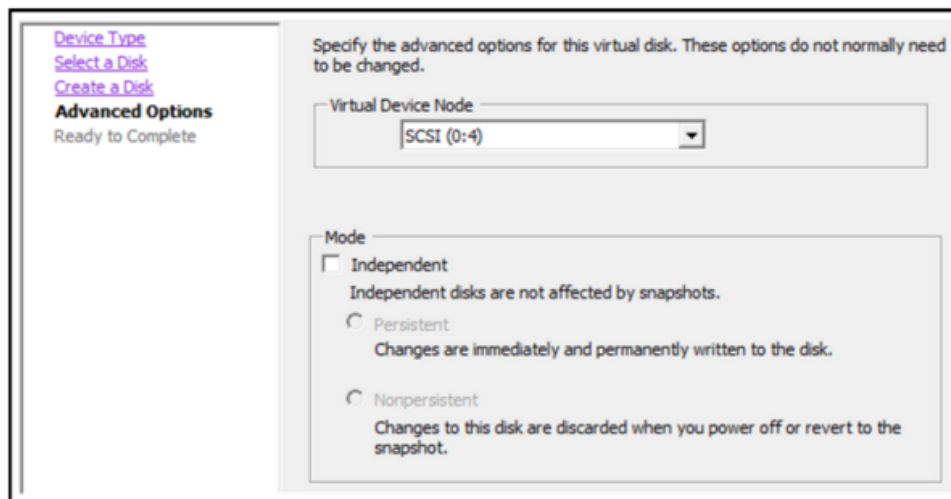 Device Type
Select a Disk
Create a Disk
Advanced Options
Ready to Complete
Specify the advanced options for this virtual disk. These options do not normally need
to be changed.
Virtual Device Node
SCSI (0:4)
Mode
Independent
Independent disks are not affected by snapshots.
Persistent
Changes are immediately and permanently written to the disk.
Nonpersistent
Changes to this disk are discarded when you power off or revert to the
snapshot.